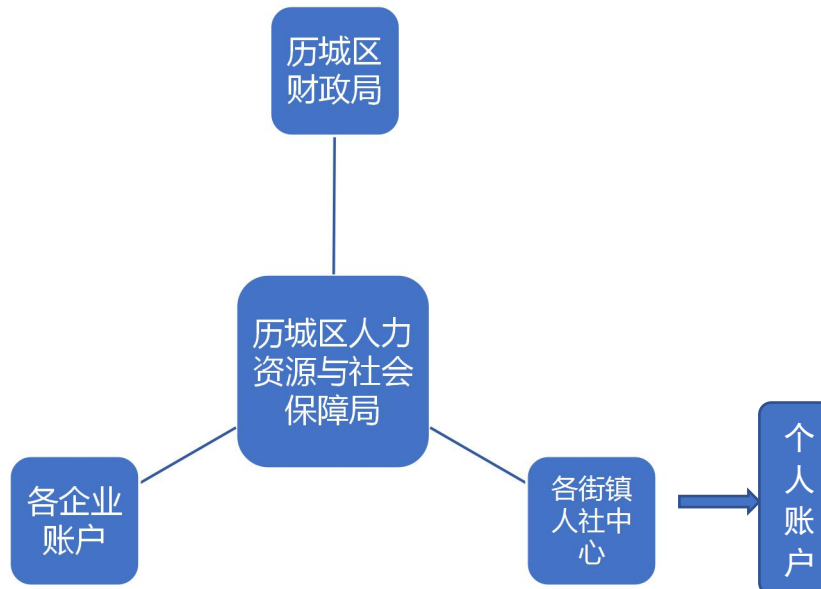 历城区
财政局
历城区人力
资源与社会
保障局
各企业
账户
各街镇
人社中
心
个
人
账
户